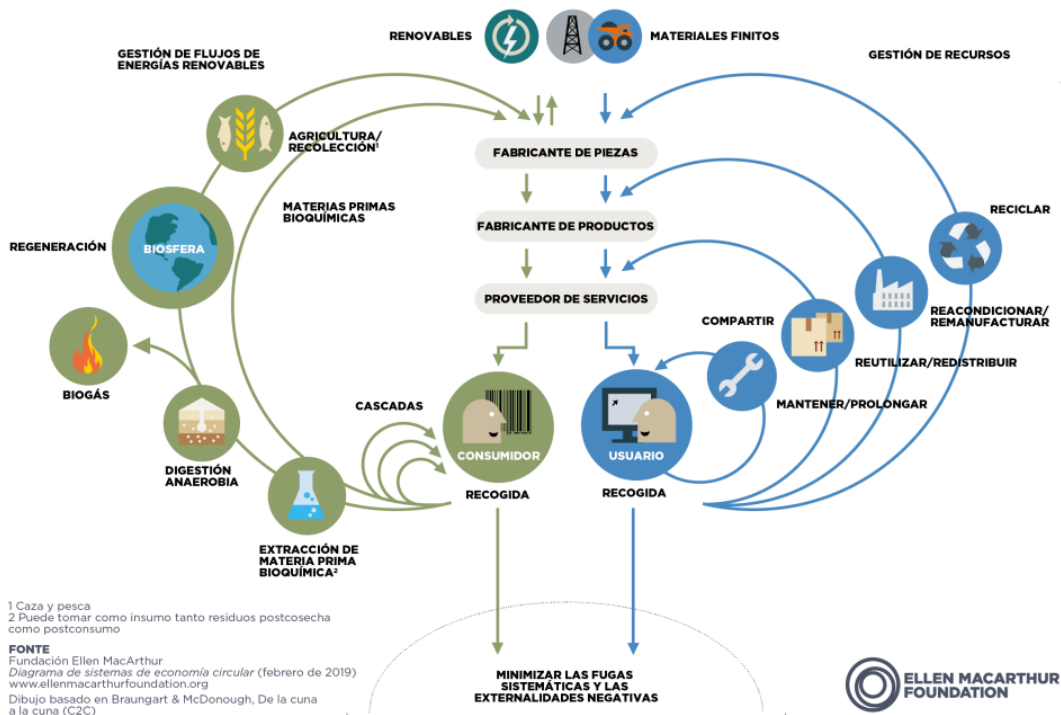 RENOVABLES
MATERIALES FINITOS
GESTIÓN DE FLUJOS DE
ENERGÍAS RENOVABLES
GESTIÓN DE RECURSOS
AGRICULTURA/
RECOLECCIÓN¹
FABRICANTE DE PIEZAS
MATERIAS PRIMAS
BIOQUÍMICAS
FABRICANTE DE PRODUCTOS
RECICLAR
REGENERACIÓN
BIOSFERA
PROVEEDOR DE SERVICIOS
REACONDICIONAR/
REMANUFACTURAR
COMPARTIR
REUTILIZAR/REDISTRIBUIR
BIOGÁS
CASCADAS
MANTENER/PROLONGAR
CONSUMIDOR
USUARIO
DIGESTIÓN
ANAEROBIA
RECOGIDA
RECOGIDA
EXTRACCIÓN DE
MATERIA PRIMA
BIOQUÍMICA²
1 Caza y pesca
2 Puede tomar como insumo tanto residuos postcosecha
como postconsumo
FONTE
Fundación Ellen MacArthur
Diagrama de sistemas de economía circular (febrero de 2019)
www.ellenmacarthurfoundation.org
Dibujo basado en Braungart & McDonough, De la cuna
a la cuna (C2C)
MINIMIZAR LAS FUGAS
SISTEMÁTICAS Y LAS
EXTERNALIDADES NEGATIVAS
ELLEN MACARTHUR
FOUNDATION